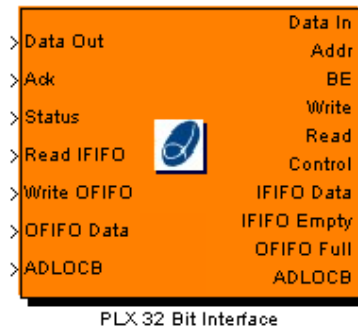 Data Out
Ack
Status
Read IFIFO
Write OFIFO
OFIFO Data
ADLOCB
Data In
Addr
BE
Write
Read
Control
IFIFO Data
IFIFO Empty
OFIFO Full
ADLOCB
PLX 32 Bit Interface